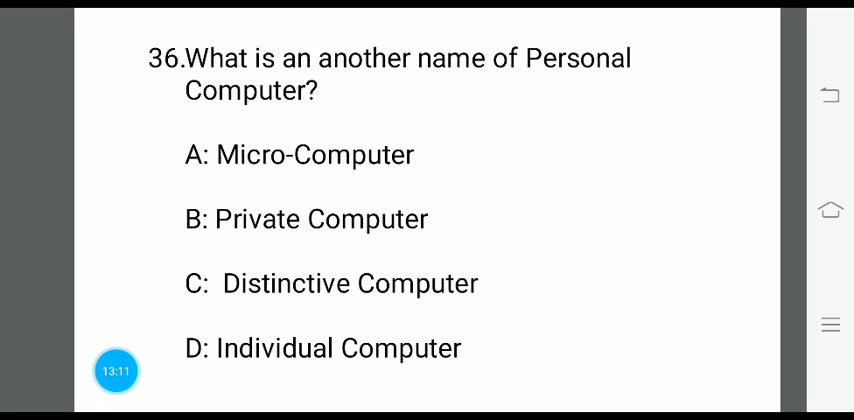 36.What is an another name of Personal
Computer?
A: Micro-Computer
B: Private Computer
C: Distinctive Computer
D: Individual Computer
13:11